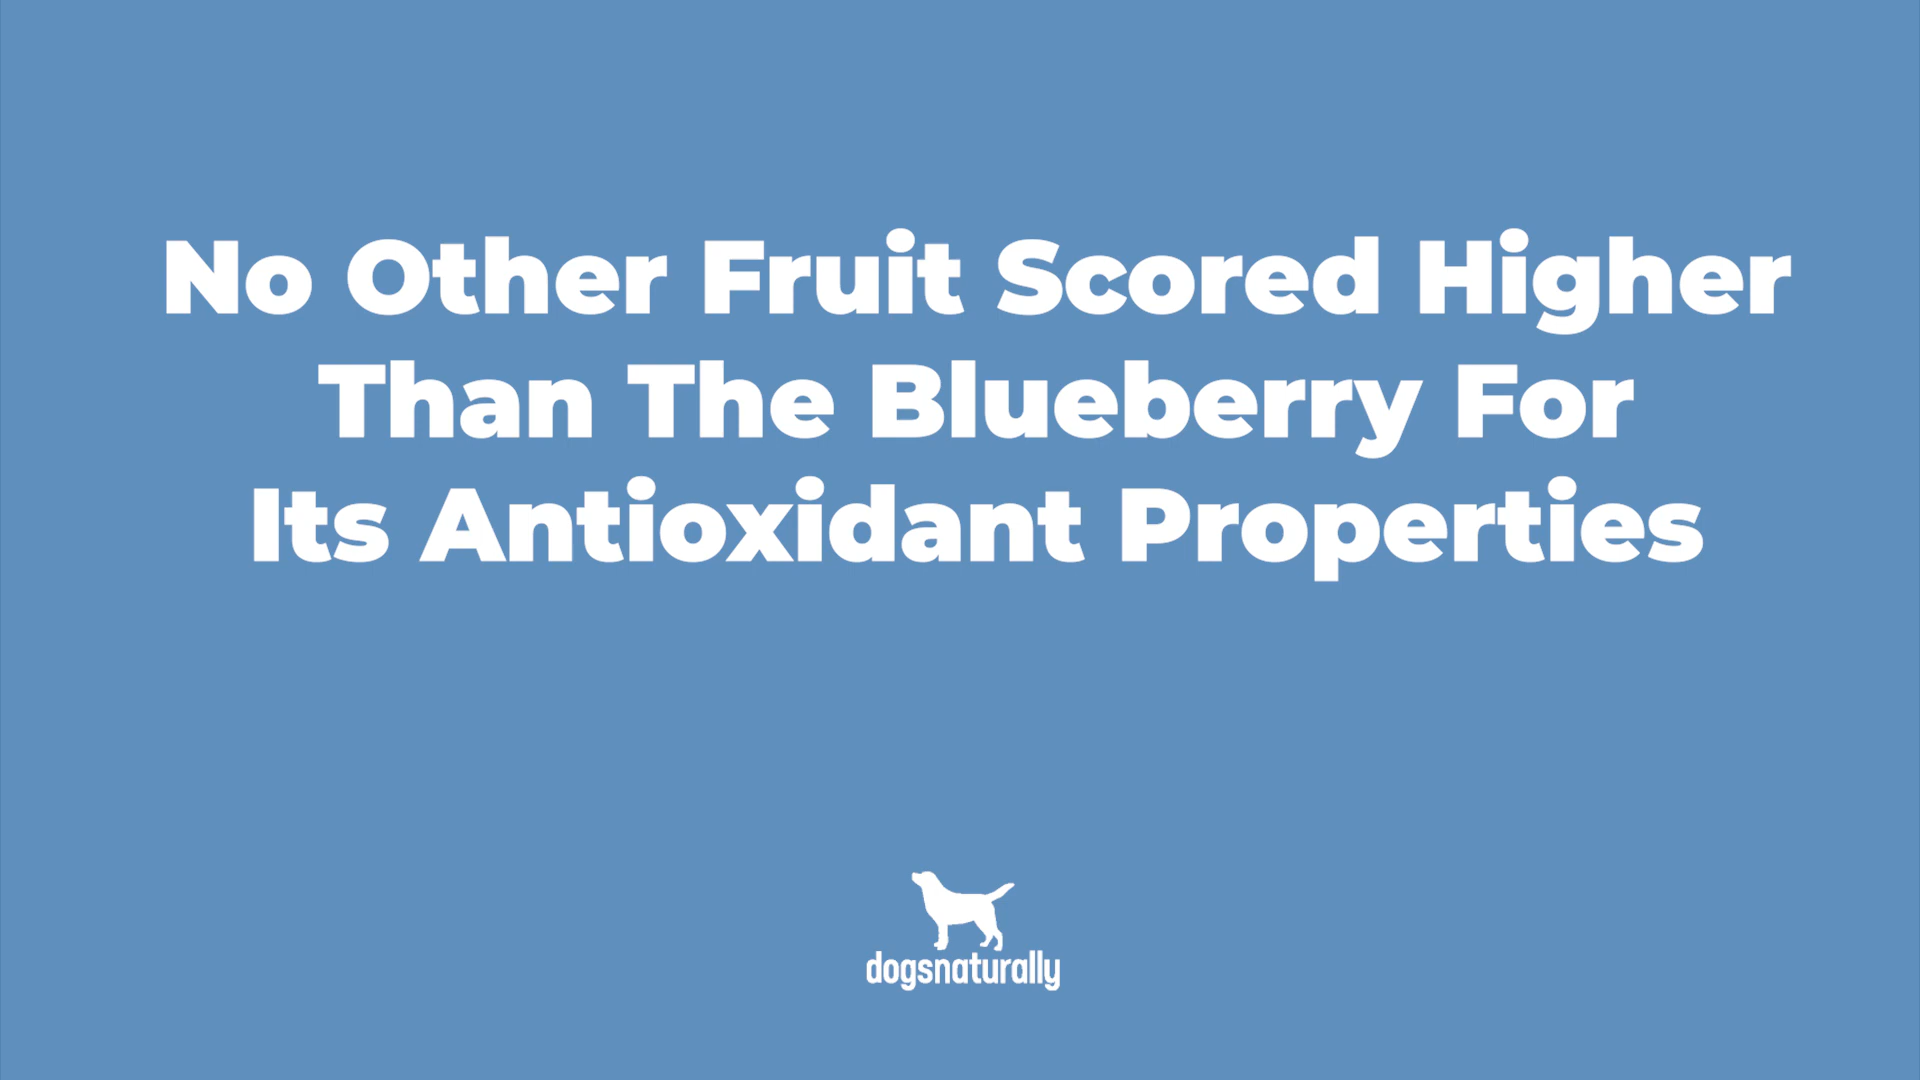 No Other Fruit Scored Higher
Than The Blueberry For
Its Antioxidant Properties
dogsnaturally